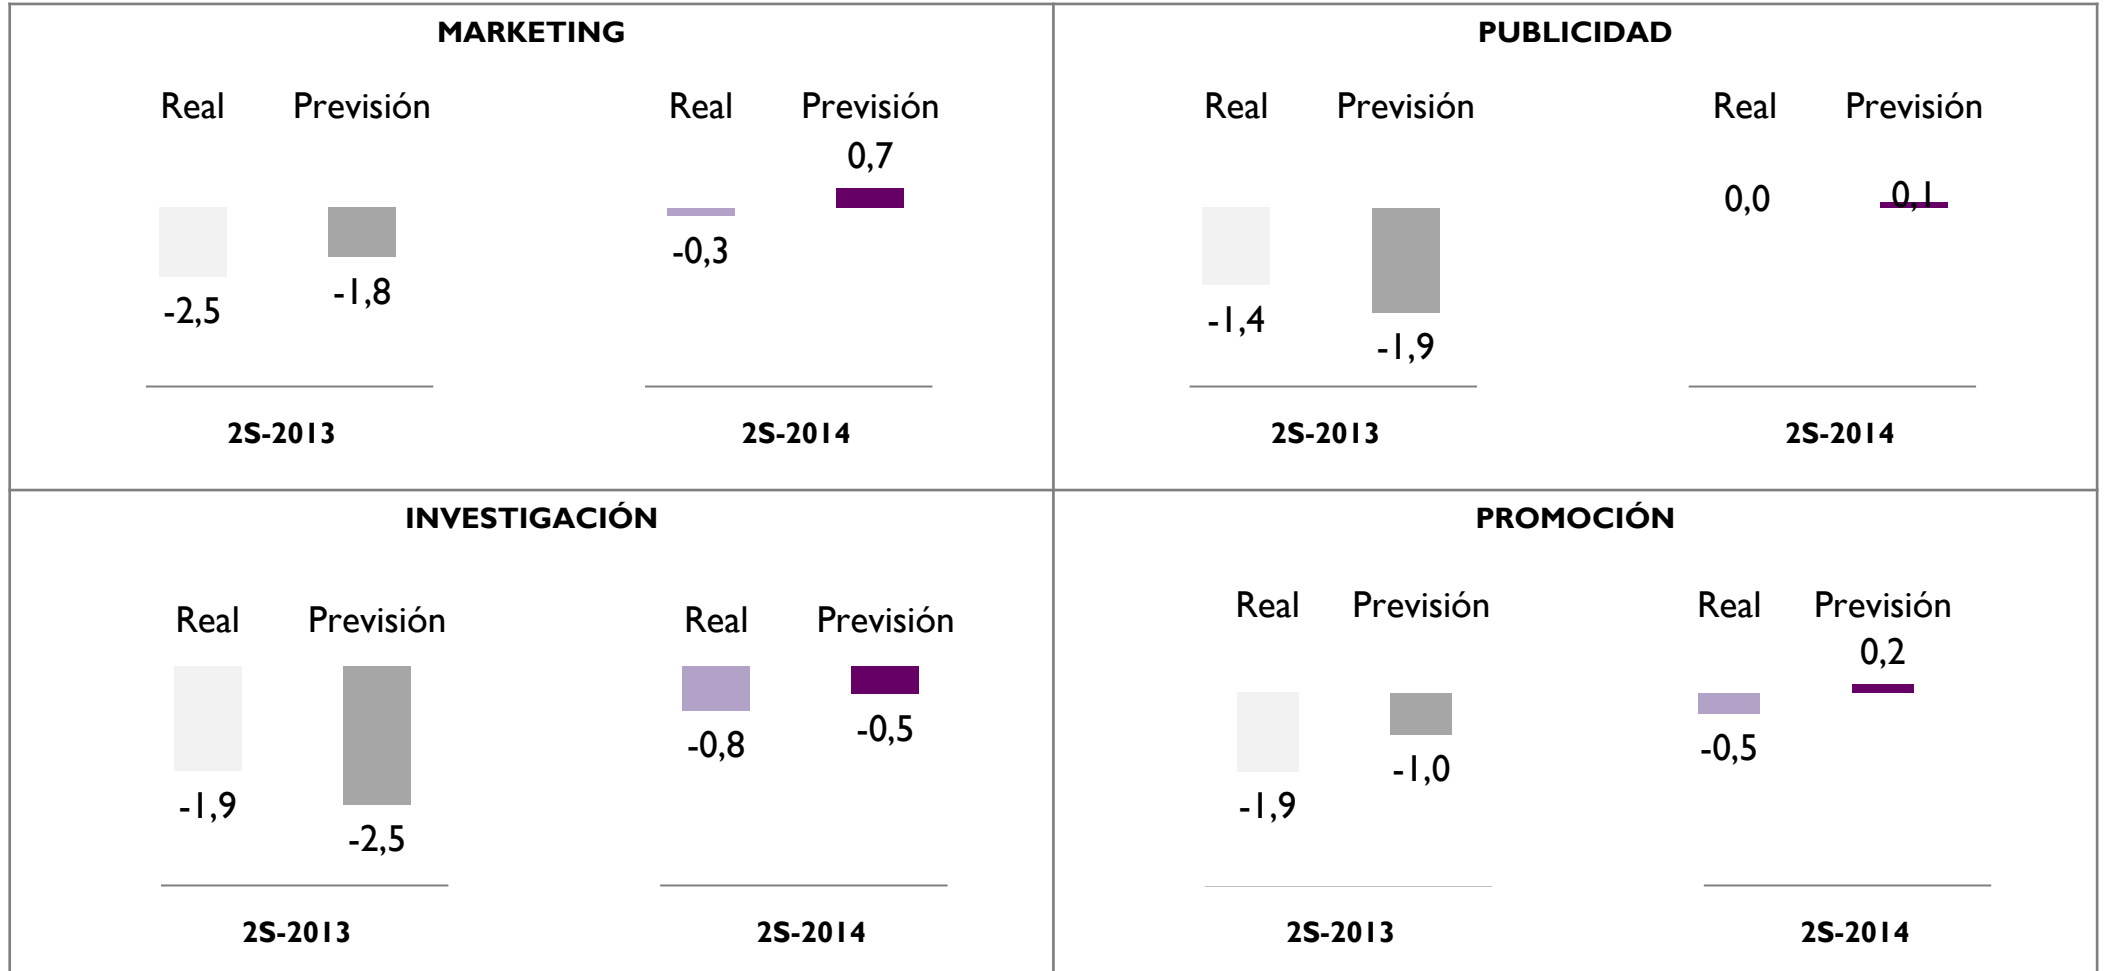 MARKETING
Real Previsión Real Previsión
0,7
-0,3
-1,8
-2,5
2S-2013 2S-2014
PUBLICIDAD
Real Previsión Real Previsión
0,0 0,1
-1,4
-1,9
2S-2013 2S-2014
INVESTIGACIÓN
Real Previsión Real Previsión
-0,8 -0,5
-1,9
-2,5
2S-2013 2S-2014
PROMOCIÓN
Real Previsión Real Previsión
0,2
-0,5
-1,0
-1,9
2S-2013 2S-2014